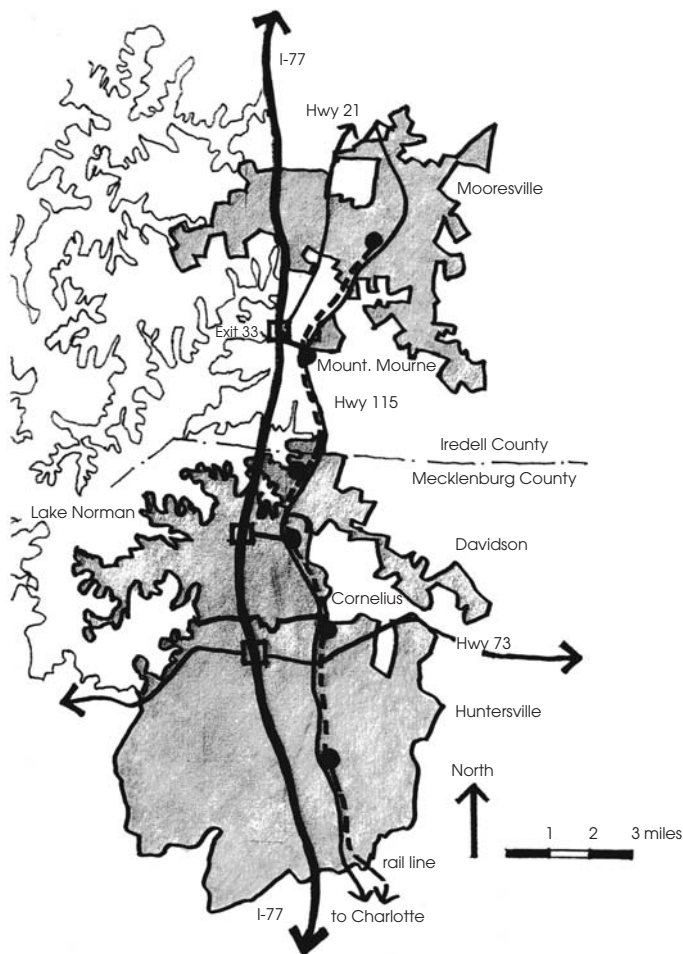 I-77
Hwy 21
Mooresville
Exit 33
Mount. Mourne
Hwy 115
Iredell County
Mecklenburg County
Lake Norman
Davidson
Cornelius
Hwy 73
Huntersville
North
1 2 3 miles
rail line
I-77
to Charlotte